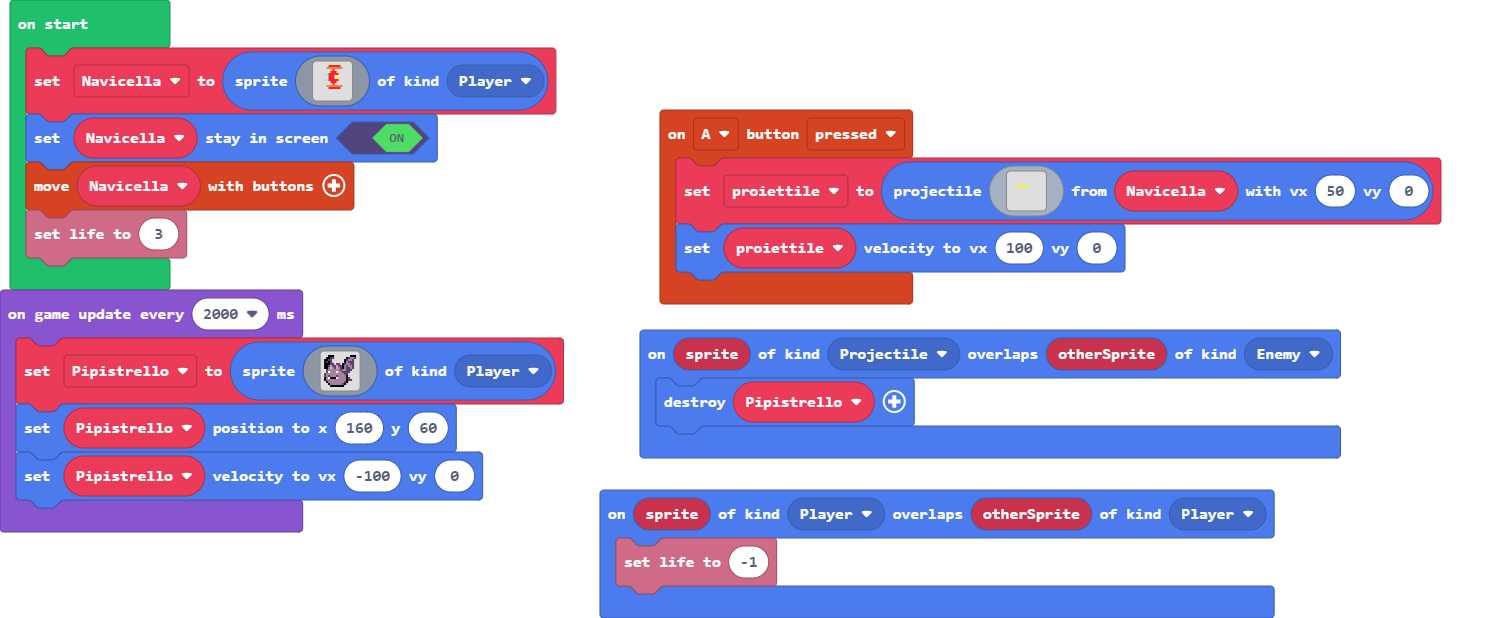 on start
set Navicella to sprite of kind Player
set Navicella stay in screen ON
move Navicella with buttons
set life to 3
on game update every 2000 ms
set Pipistrello to sprite of kind Player
set Pipistrello position to x 160 y 60
set Pipistrello velocity to vx -100 vy 0
on A button pressed
set proiettile to projectile from Navicella with vx 50 vy 0
set proiettile velocity to vx 100 vy 0
on sprite of kind Projectile overlaps otherSprite of kind Enemy
destroy Pipistrello
on sprite of kind Player overlaps otherSprite of kind Player
set life to -1